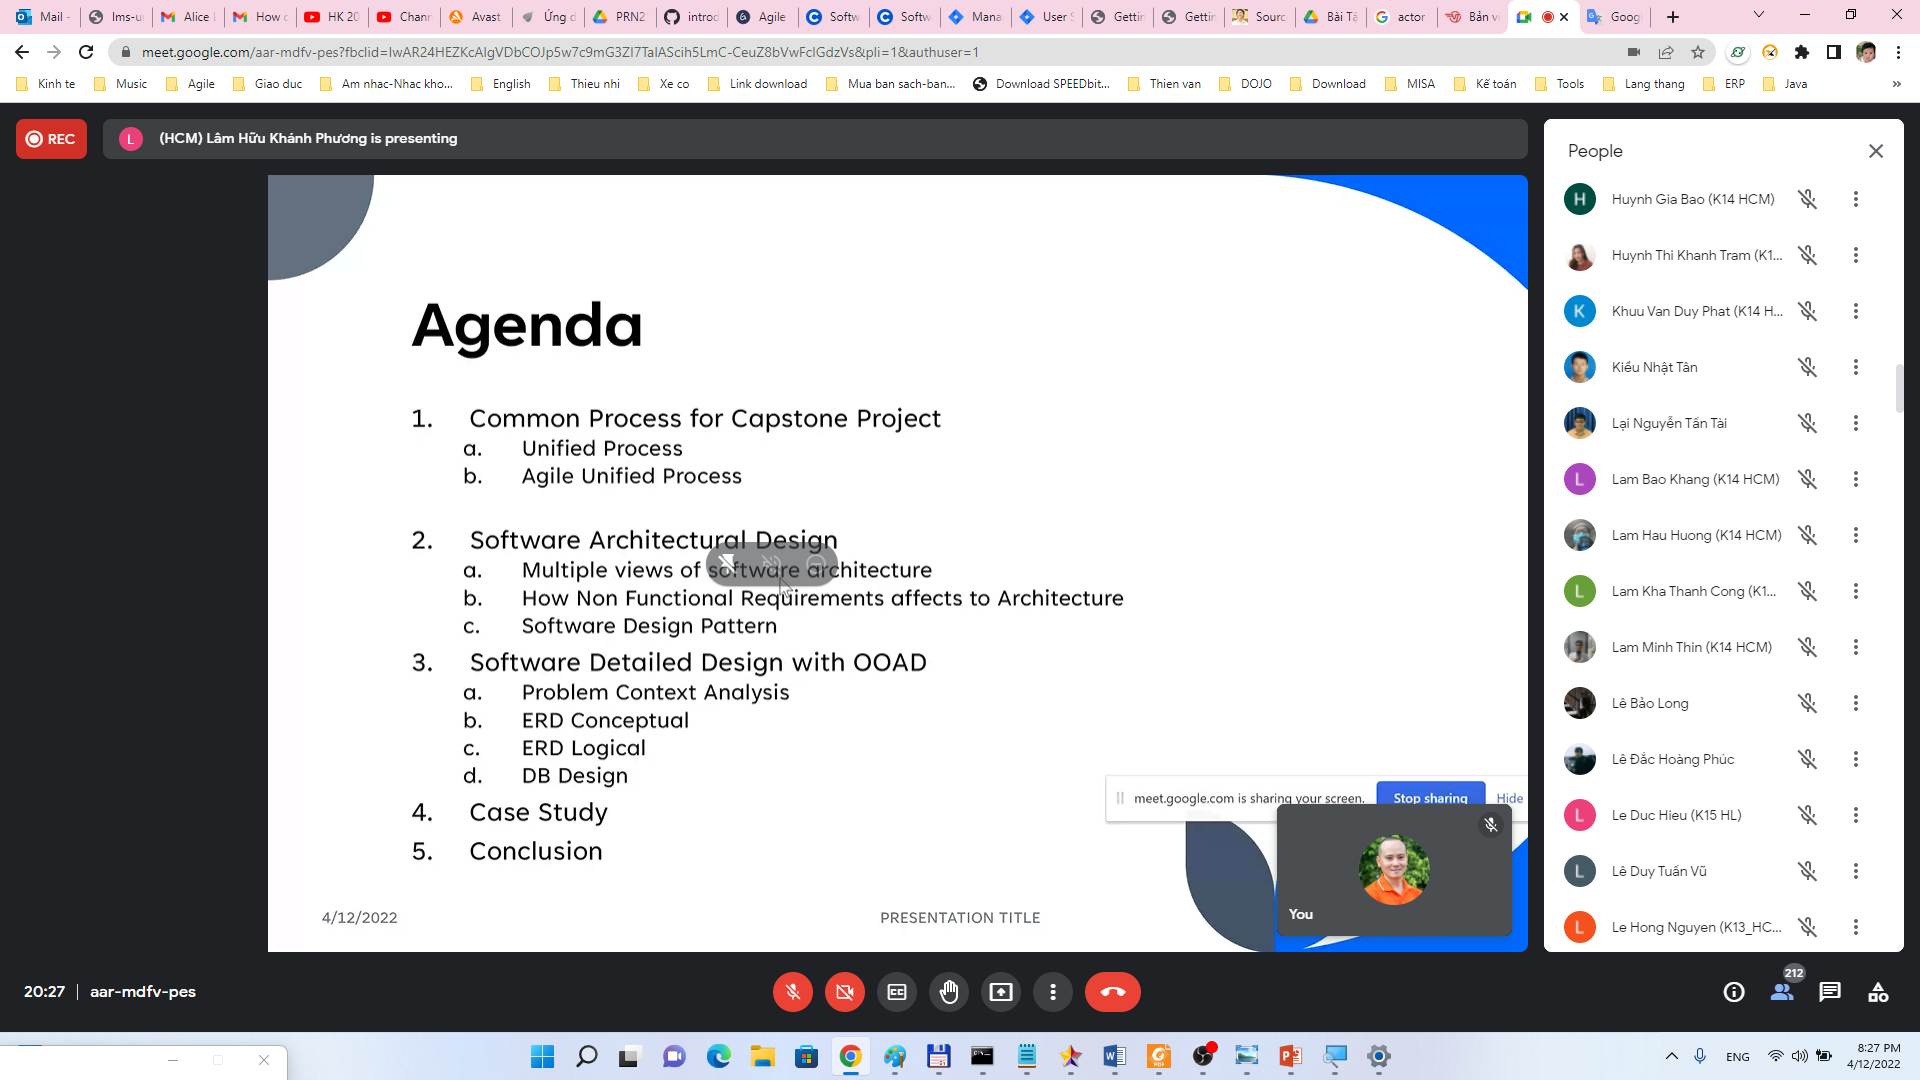 Mail -
lms-u
Alice
How c
HK 20
Chann
Avast
Ứng d
PRN2
introd
Agile
Softw
Softw
Mana
User S
Gettin
Gettin
Sourc
Bài Tậ
actor
Bản v
Goog
meet.google.com/aar-mdfv-pes?fbclid=IwAR24HEZKcAlgVDbCOJp5w7c9mG3ZI7TalAScih5LmC-CeuZ8bVwFclGdzVs&pli=1&authuser=1
Kinh te
Music
Agile
Giao duc
Am nhac-Nhac kho...
English
Thieu nhi
Xe co
Link download
Mua ban sach-ban...
Download SPEEDbit...
Thien van
DOJO
Download
MISA
Kế toán
Tools
Lang thang
ERP
Java
REC
L
(HCM) Lâm Hữu Khánh Phương is presenting
Agenda
1. Common Process for Capstone Project
a. Unified Process
b. Agile Unified Process
2. Software Architectural Design
a. Multiple views of software architecture
b. How Non Functional Requirements affects to Architecture
c. Software Design Pattern
3. Software Detailed Design with OOAD
a. Problem Context Analysis
b. ERD Conceptual
c. ERD Logical
d. DB Design
4. Case Study
5. Conclusion
4/12/2022
PRESENTATION TITLE
meet.google.com is sharing your screen.
Stop sharing
Hide
You
People
H Huynh Gia Bao (K14 HCM)
Huynh Thi Khanh Tram (K1...
K Khuu Van Duy Phat (K14 H...
Kiều Nhật Tân
Lại Nguyễn Tấn Tài
L Lam Bao Khang (K14 HCM)
Lam Hau Huong (K14 HCM)
L Lam Kha Thanh Cong (K1...
Lam Minh Thin (K14 HCM)
Lê Bảo Long
Lê Đắc Hoàng Phúc
L Le Duc Hieu (K15 HL)
L Lê Duy Tuấn Vũ
L Le Hong Nguyen (K13_HC...
20:27 | aar-mdfv-pes
212
ENG
8:27 PM
4/12/2022